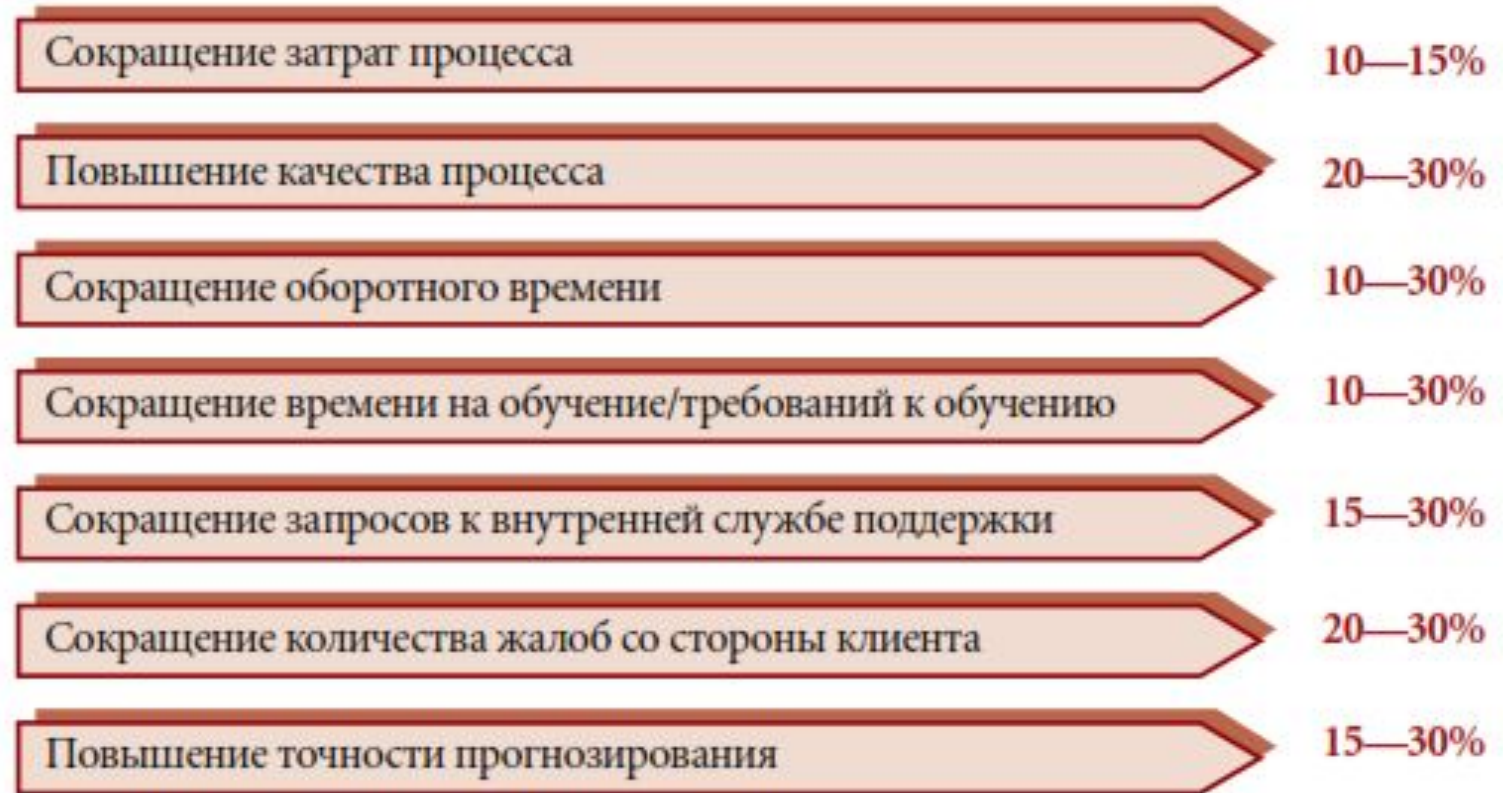 Сокращение затрат процесса 10—15%
Повышение качества процесса 20—30%
Сокращение оборотного времени 10—30%
Сокращение времени на обучение/требований к обучению 10—30%
Сокращение запросов к внутренней службе поддержки 15—30%
Сокращение количества жалоб со стороны клиента 20—30%
Повышение точности прогнозирования 15—30%